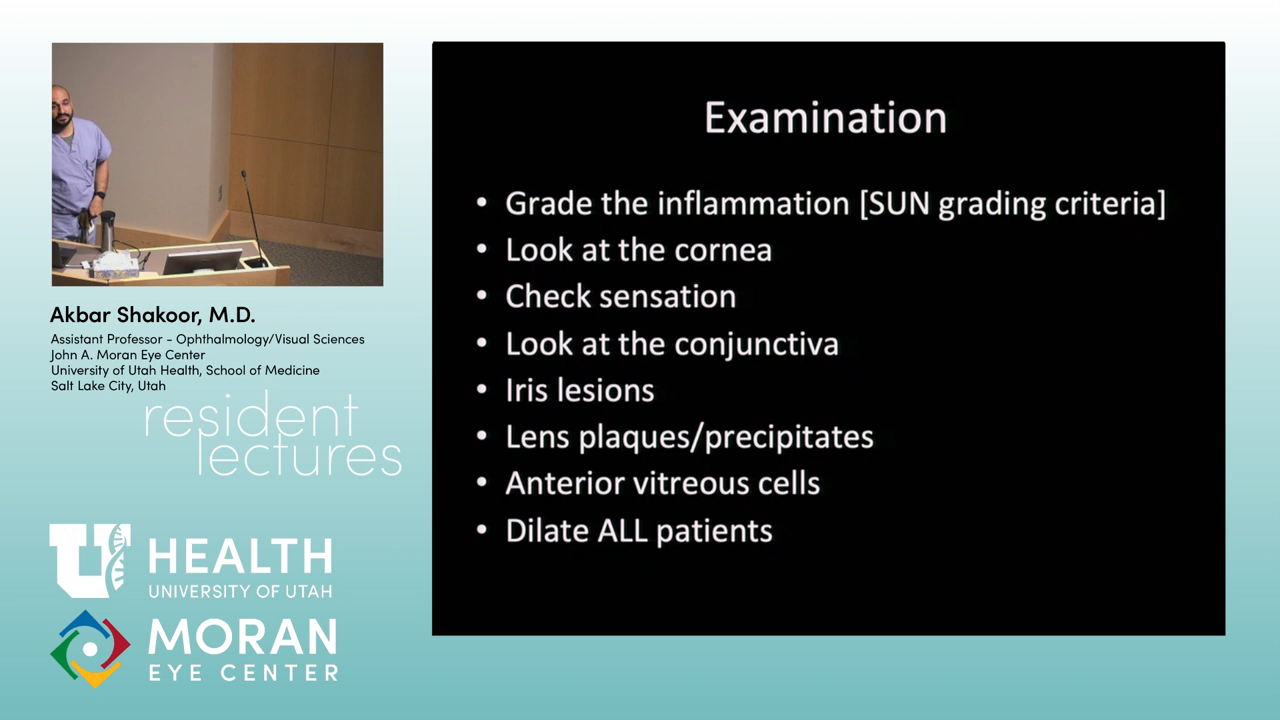 Akbar Shakoor, M.D.
Assistant Professor - Ophthalmology/Visual Sciences
John A. Moran Eye Center
University of Utah Health, School of Medicine
Salt Lake City, Utah
resident
lectures
U HEALTH
UNIVERSITY OF UTAH
MORAN
EYE CENTER
Examination
• Grade the inflammation [SUN grading criteria]
• Look at the cornea
• Check sensation
• Look at the conjunctiva
• Iris lesions
• Lens plaques/precipitates
• Anterior vitreous cells
• Dilate ALL patients